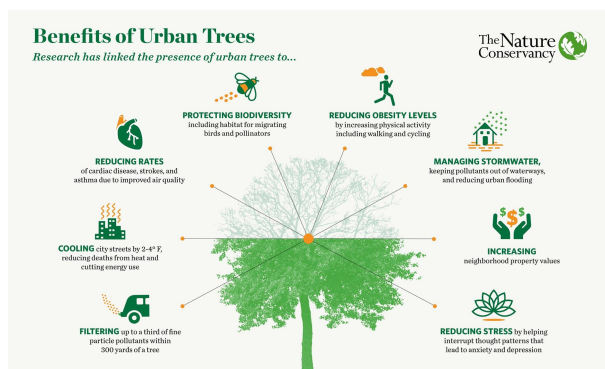 Benefits of Urban Trees
Research has linked the presence of urban trees to...
The Nature
Conservancy
PROTECTING BIODIVERSITY
including habitat for migrating
birds and pollinators
REDUCING OBESITY LEVELS
by increasing physical activity
including walking and cycling
REDUCING RATES
of cardiac disease, strokes, and
asthma due to improved air quality
MANAGING STORMWATER,
keeping pollutants out of waterways,
and reducing urban flooding
COOLING city streets by 2-4° F,
reducing deaths from heat and
cutting energy use
$$$
INCREASING
neighborhood property values
FILTERING up to a third of fine
particle pollutants within
300 yards of a tree
REDUCING STRESS by helping
interrupt thought patterns that
lead to anxiety and depression